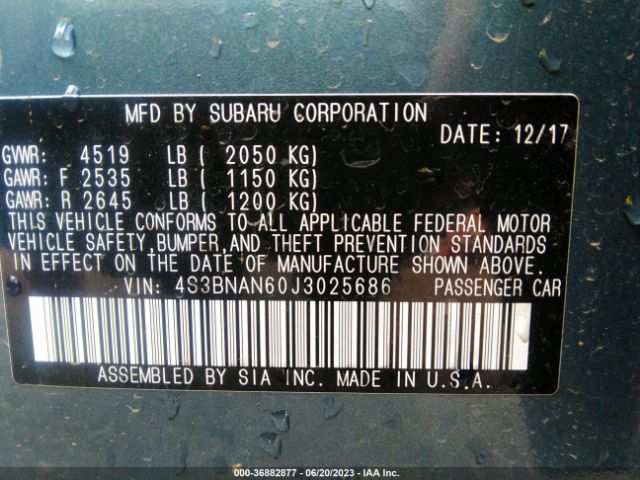 MFD BY SUBARU CORPORATION
DATE: 12/17
GVWR: 4519 LB ( 2050 KG)
GAWR: F 2535 LB ( 1150 KG)
GAWR: R 2645 LB ( 1200 KG)
THIS VEHICLE CONFORMS TO ALL APPLICABLE FEDERAL MOTOR
VEHICLE SAFETY,BUMPER,AND THEFT PREVENTION STANDARDS
IN EFFECT ON THE DATE OF MANUFACTURE SHOWN ABOVE.
VIN: 4S3BNAN60J3025686 PASSENGER CAR
ASSEMBLED BY SIA INC. MADE IN U.S.A.
000-36882877 - 06/20/2023 - IAA Inc.